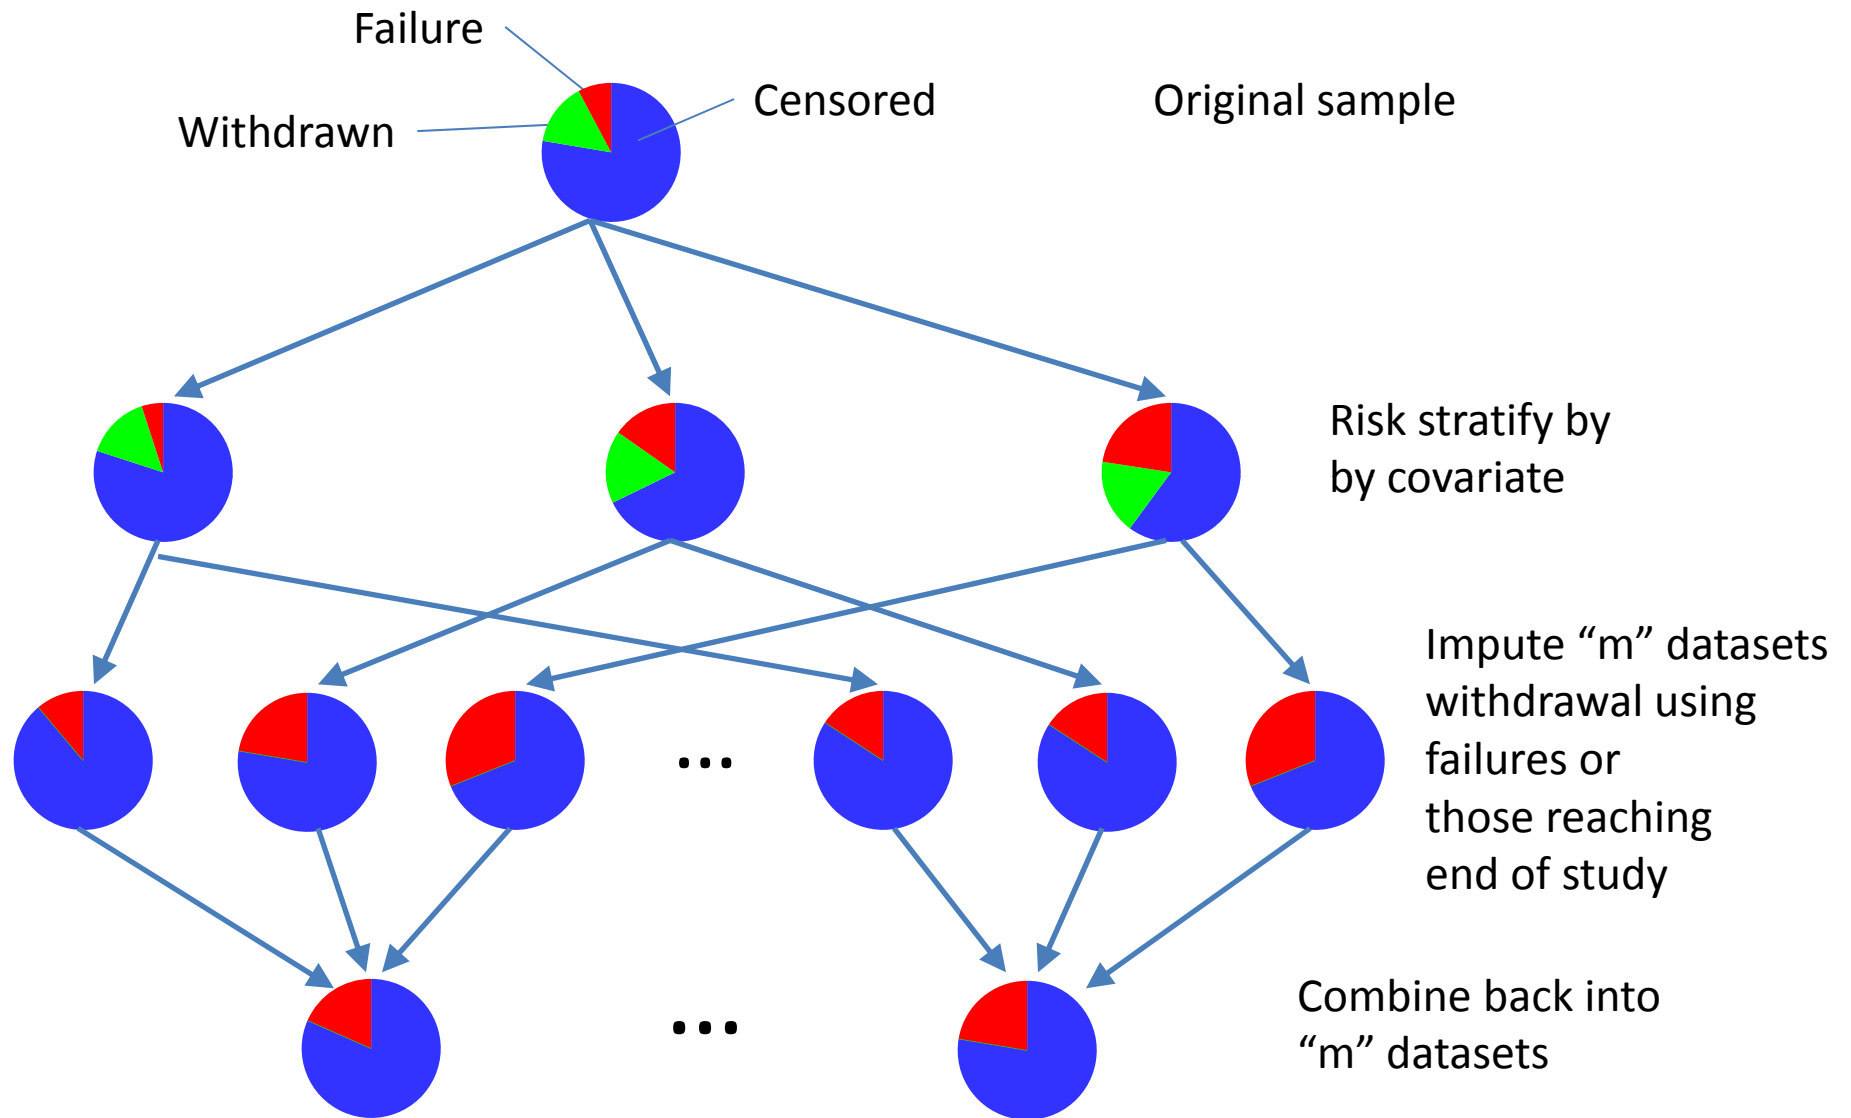 Failure
Censored
Original sample
Withdrawn
Risk stratify by
by covariate
Impute “m” datasets
withdrawal using
failures or
those reaching
end of study
...
Combine back into
“m” datasets
...